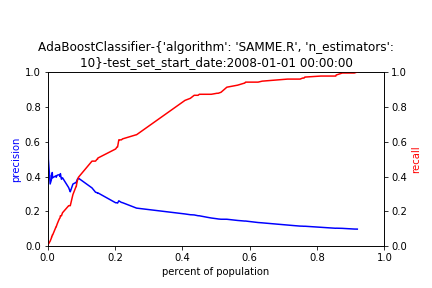 AdaBoostClassifier-{'algorithm': 'SAMME.R', 'n_estimators':
10}-test_set_start_date:2008-01-01 00:00:00
1.0 1.0
0.8 0.8
0.6 0.6
precision recall
0.4 0.4
0.2 0.2
0.0 0.0
0.0 0.2 0.4 0.6 0.8 1.0
percent of population